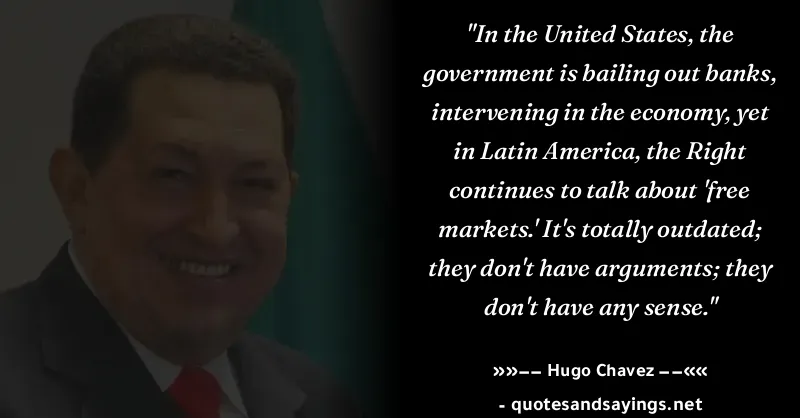 "In the United States, the
government is bailing out banks,
intervening in the economy, yet
in Latin America, the Right
continues to talk about 'free
markets.' It's totally outdated;
they don't have arguments; they
don't have any sense."
»»−− Hugo Chavez −−««
- quotesandsayings.net